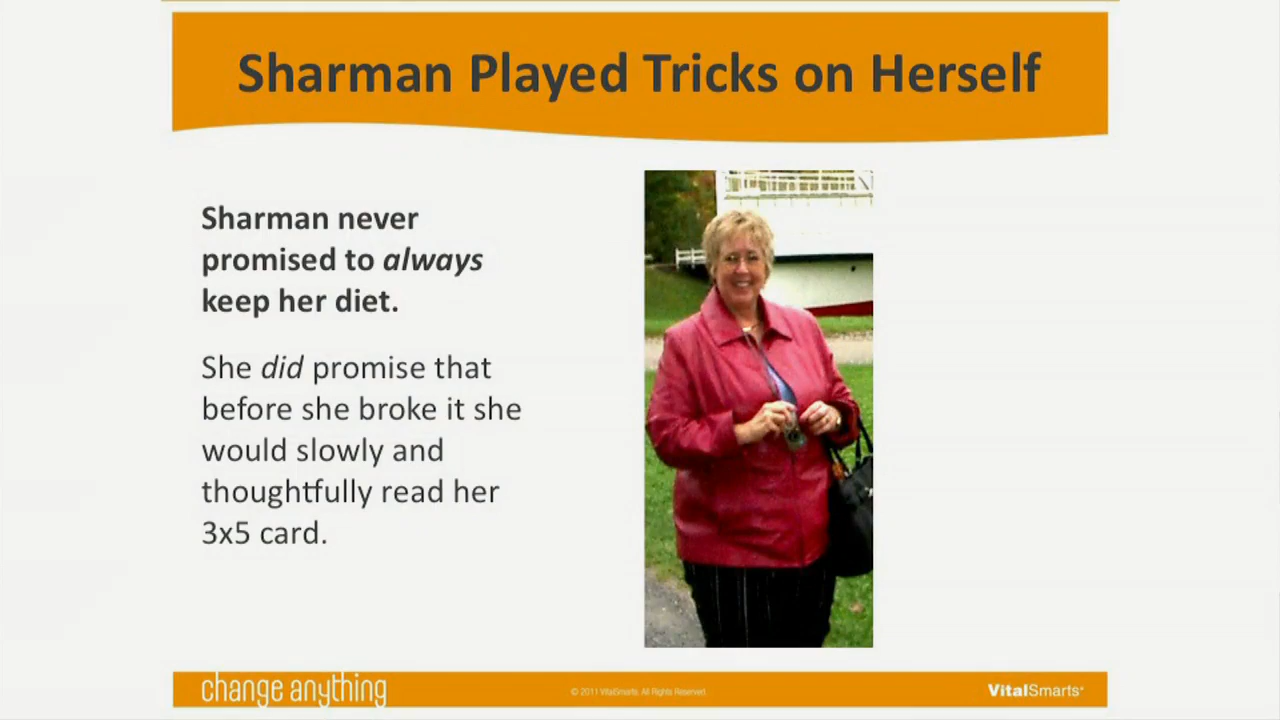 Sharman Played Tricks on Herself
Sharman never
promised to always
keep her diet.
She did promise that
before she broke it she
would slowly and
thoughtfully read her
3x5 card.
change anything
© 2011 VitalSmarts. All Rights Reserved.
VitalSmarts